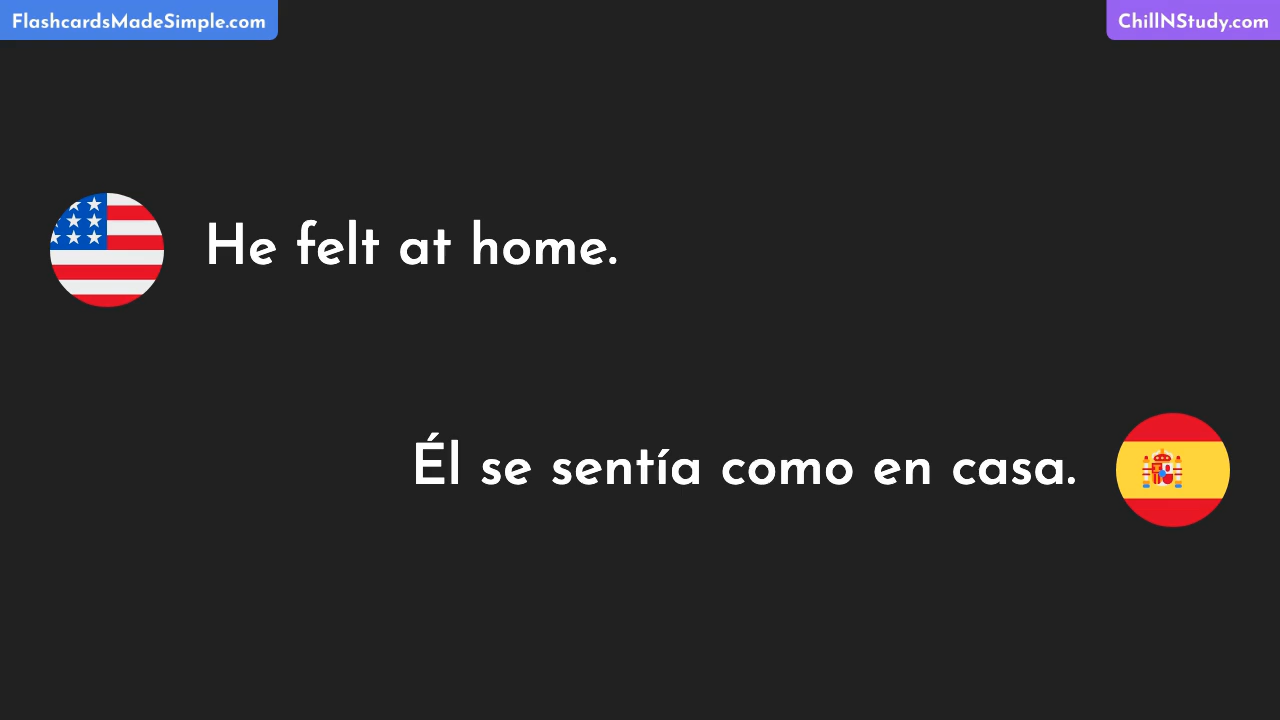 FlashcardsMadeSimple.com
ChillNStudy.com
He felt at home.
Él se sentía como en casa.